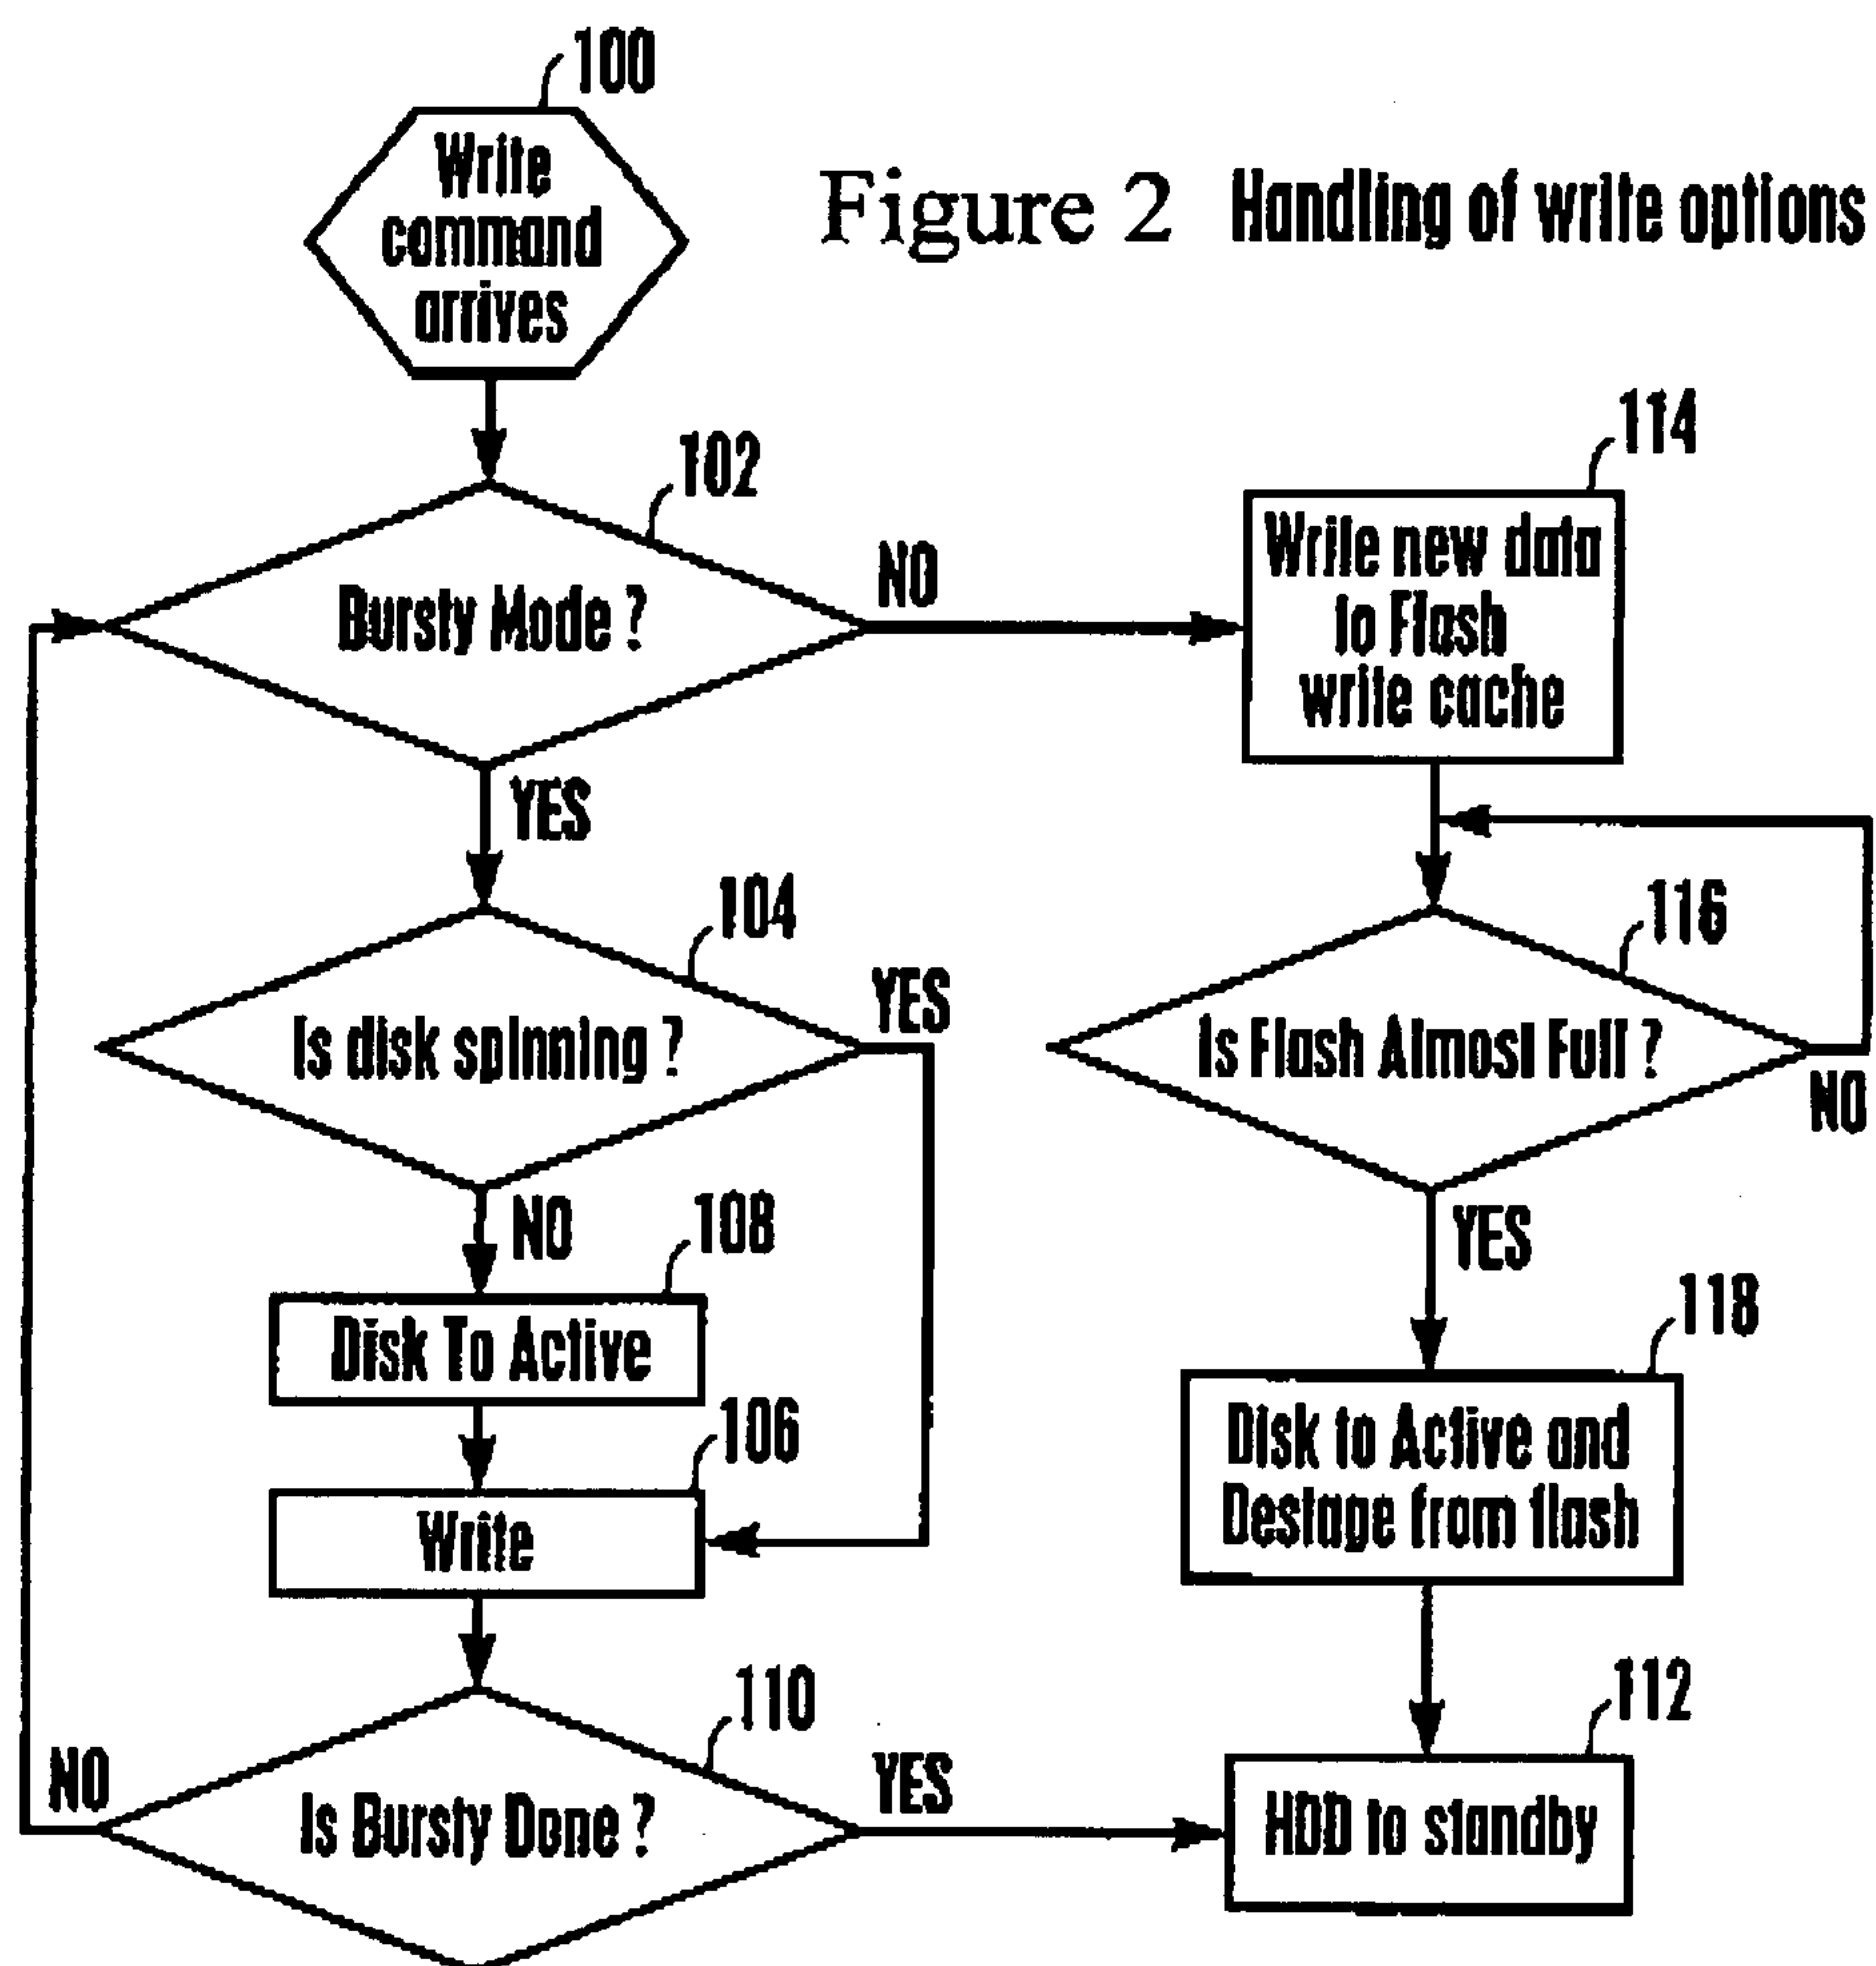 100
Write
command
arrives
Figure 2 Handling of write options
102
Bursty Mode ?
NO
YES
114
Write new data
to Flash
write cache
104
Is disk spinning ?
YES
NO
116
Is Flash Almost Full ?
NO
YES
108
Disk To Active
106
Write
118
Disk to Active and
Destage from flash
110
Is Bursty Done ?
NO
YES
112
HDD to standby